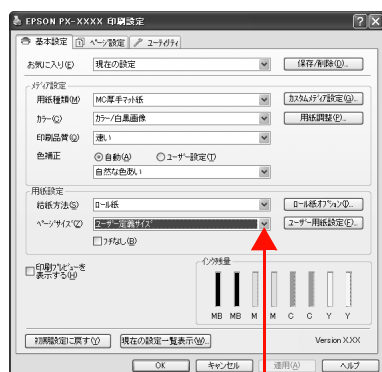 EPSON PX-XXXX 印刷設定
基本設定 ページ設定 ユーティリティ
お気に入り(E) 現在の設定 保存/削除(D)...
メディア設定
用紙種類(M) MC厚手マット紙 カスタムメディア設定(G)...
カラー(C) カラー/白黒画像 用紙調整(P)...
印刷品質(Q) 速い
色補正 自動(A) ユーザー設定(T)
自然な色あい
用紙設定
給紙方法(S) ロール紙 ロール紙オプション(I)...
ページサイズ(Z) ユーザー定義サイズ ユーザー用紙設定(F)...
フチなし(B)
印刷プレビューを
表示する(H)
インク残量
MB MB M M C C Y Y
初期設定に戻す(Y) 現在の設定一覧表示(W)... Version X.XX
OK キャンセル 適用(A) ヘルプ